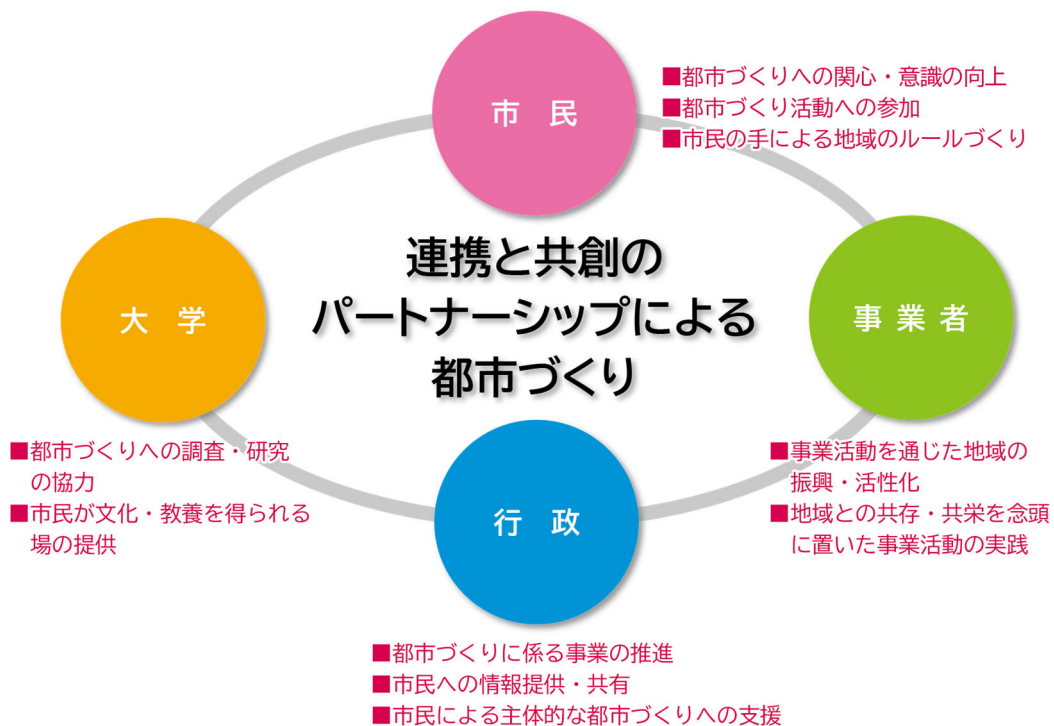 市民
■都市づくりへの関心・意識の向上
■都市づくり活動への参加
■市民の手による地域のルールづくり
連携と共創の
パートナーシップによる
都市づくり
大学
■都市づくりへの調査・研究
の協力
■市民が文化・教養を得られる
場の提供
事業者
■事業活動を通じた地域の
振興・活性化
■地域との共存・共栄を念頭
に置いた事業活動の実践
行政
■都市づくりに係る事業の推進
■市民への情報提供・共有
■市民による主体的な都市づくりへの支援